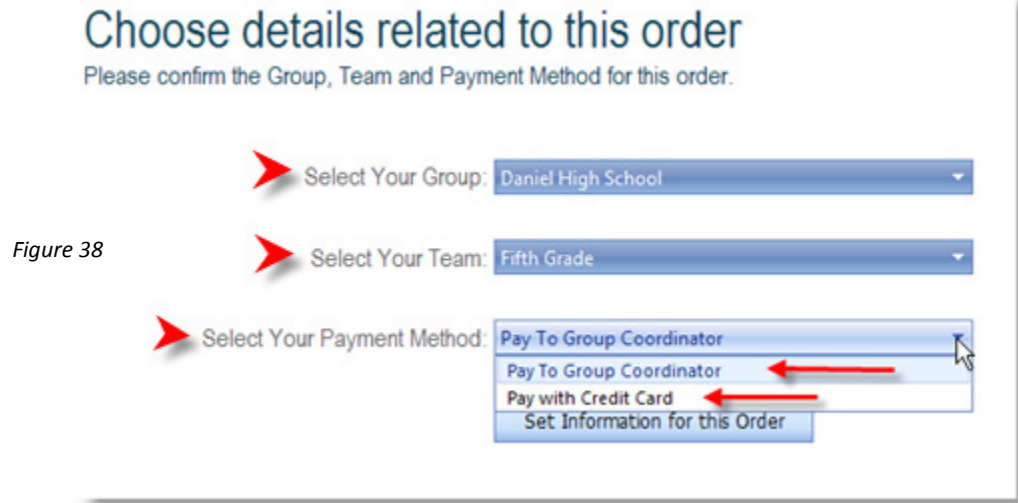 Choose details related to this order
Please confirm the Group, Team and Payment Method for this order.
Select Your Group: Daniel High School
Figure 38
Select Your Team: Fifth Grade
Select Your Payment Method: Pay To Group Coordinator
Pay To Group Coordinator
Pay with Credit Card
Set Information for this Order